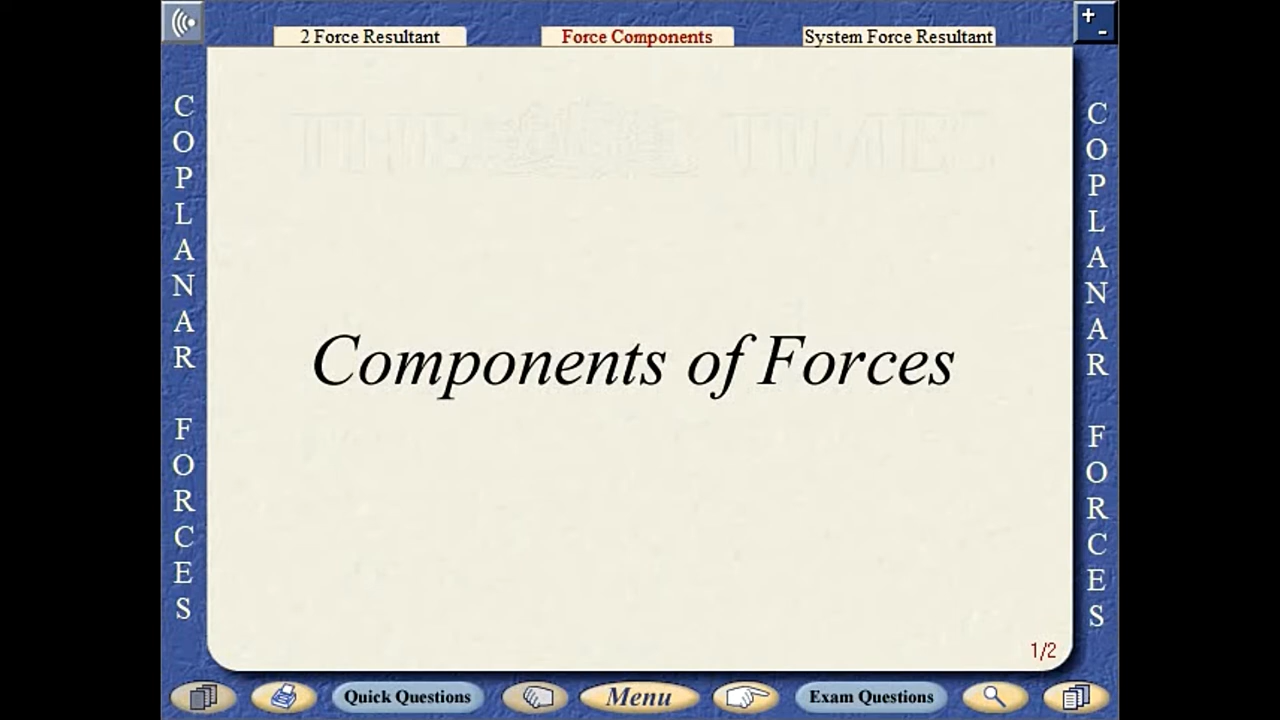 2 Force Resultant
Force Components
System Force Resultant
+
-
COPLANAR FORCES
Components of Forces
COPLANAR FORCES
1/2
Quick Questions
Menu
Exam Questions